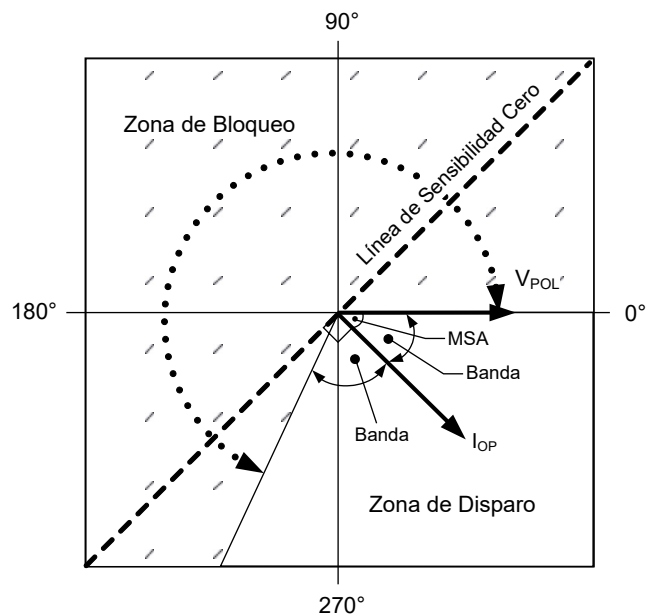 90°
Zona de Bloqueo
Línea de Sensibilidad Cero
VPOL
180°
0°
MSA
Banda
Banda
IOP
Zona de Disparo
270°